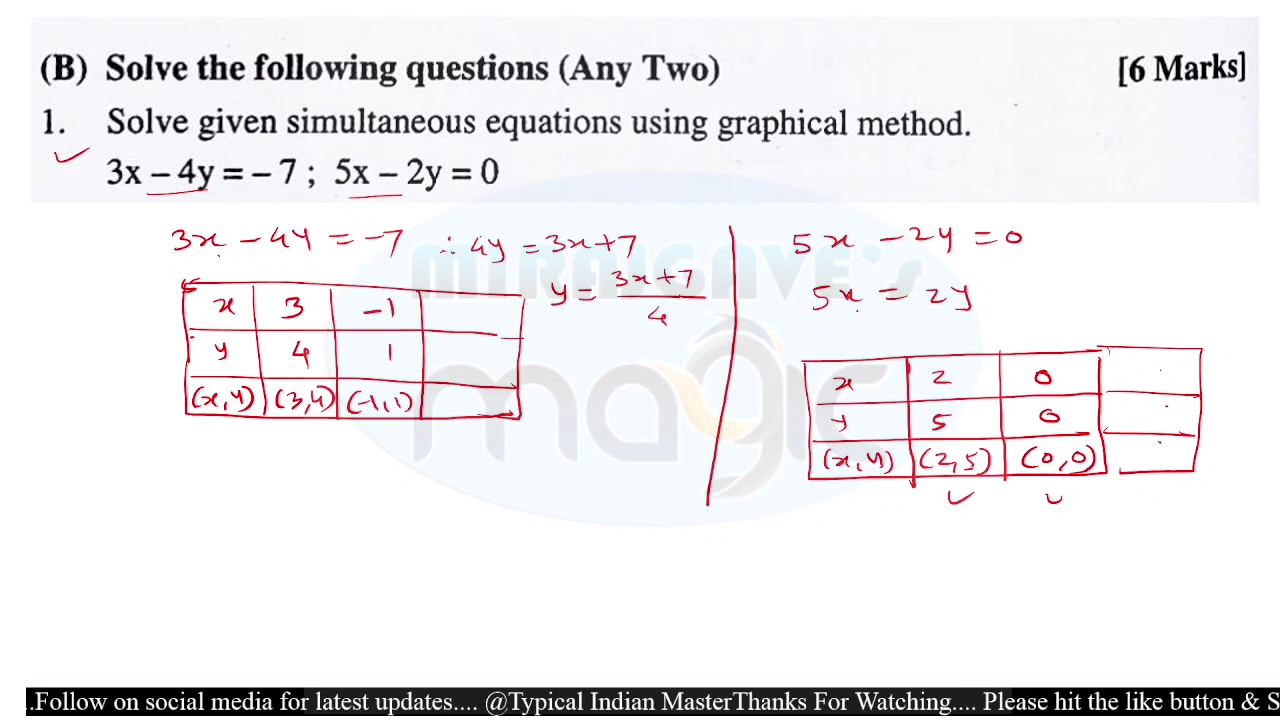 (B) Solve the following questions (Any Two) [6 Marks]
1. Solve given simultaneous equations using graphical method.
3x – 4y = – 7 ; 5x – 2y = 0
3x - 4y = -7 ∴ 4y = 3x+7
y = 3x+7
4
x 3 -1
y 4 1
(x,y) (3,4) (-1,1)
5x - 2y = 0
5x = 2y
x 2 0
y 5 0
(x,y) (2,5) (0,0)
MIRAGAVE's
magic
..Follow on social media for latest updates.... @Typical Indian MasterThanks For Watching.... Please hit the like button & S